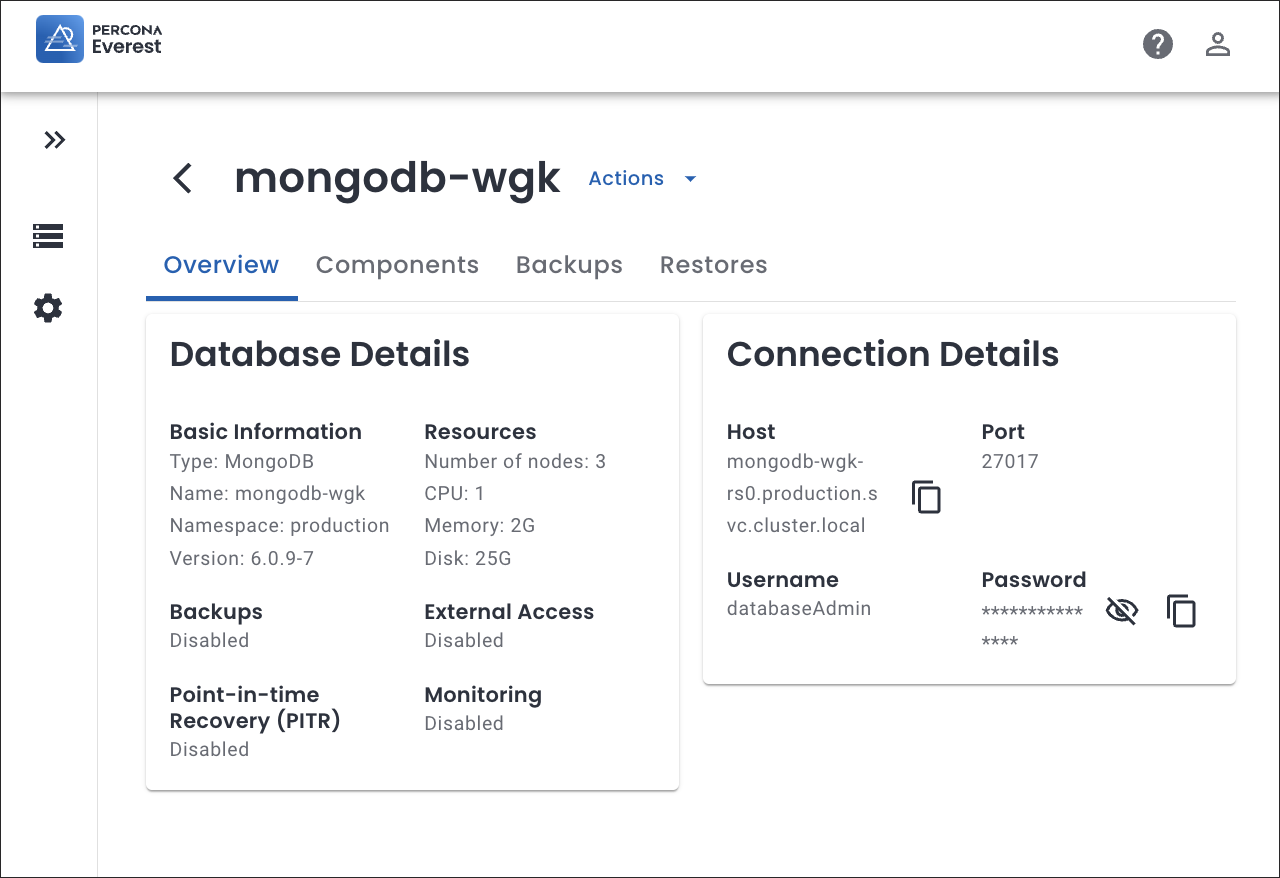 PERCONA
Everest
mongodb-wgk
Actions
Overview
Components
Backups
Restores
Database Details
Basic Information
Type: MongoDB
Name: mongodb-wgk
Namespace: production
Version: 6.0.9-7
Resources
Number of nodes: 3
CPU: 1
Memory: 2G
Disk: 25G
Backups
Disabled
External Access
Disabled
Point-in-time
Recovery (PITR)
Disabled
Monitoring
Disabled
Connection Details
Host
mongodb-wgk-
rs0.production.s
vc.cluster.local
Port
27017
Username
databaseAdmin
Password
***********
****